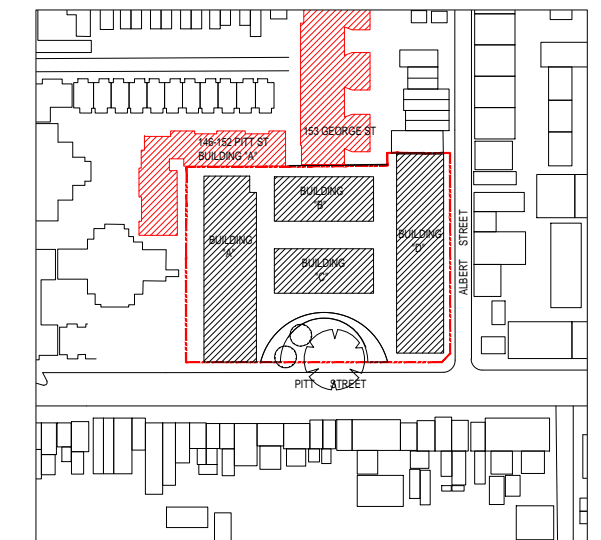 153 GEORGE ST
146-152 PITT ST
BUILDING "A"
BUILDING
"B"
BUILDING
"A"
BUILDING
"D"
BUILDING
"C"
ALBERT STREET
PITT STREET